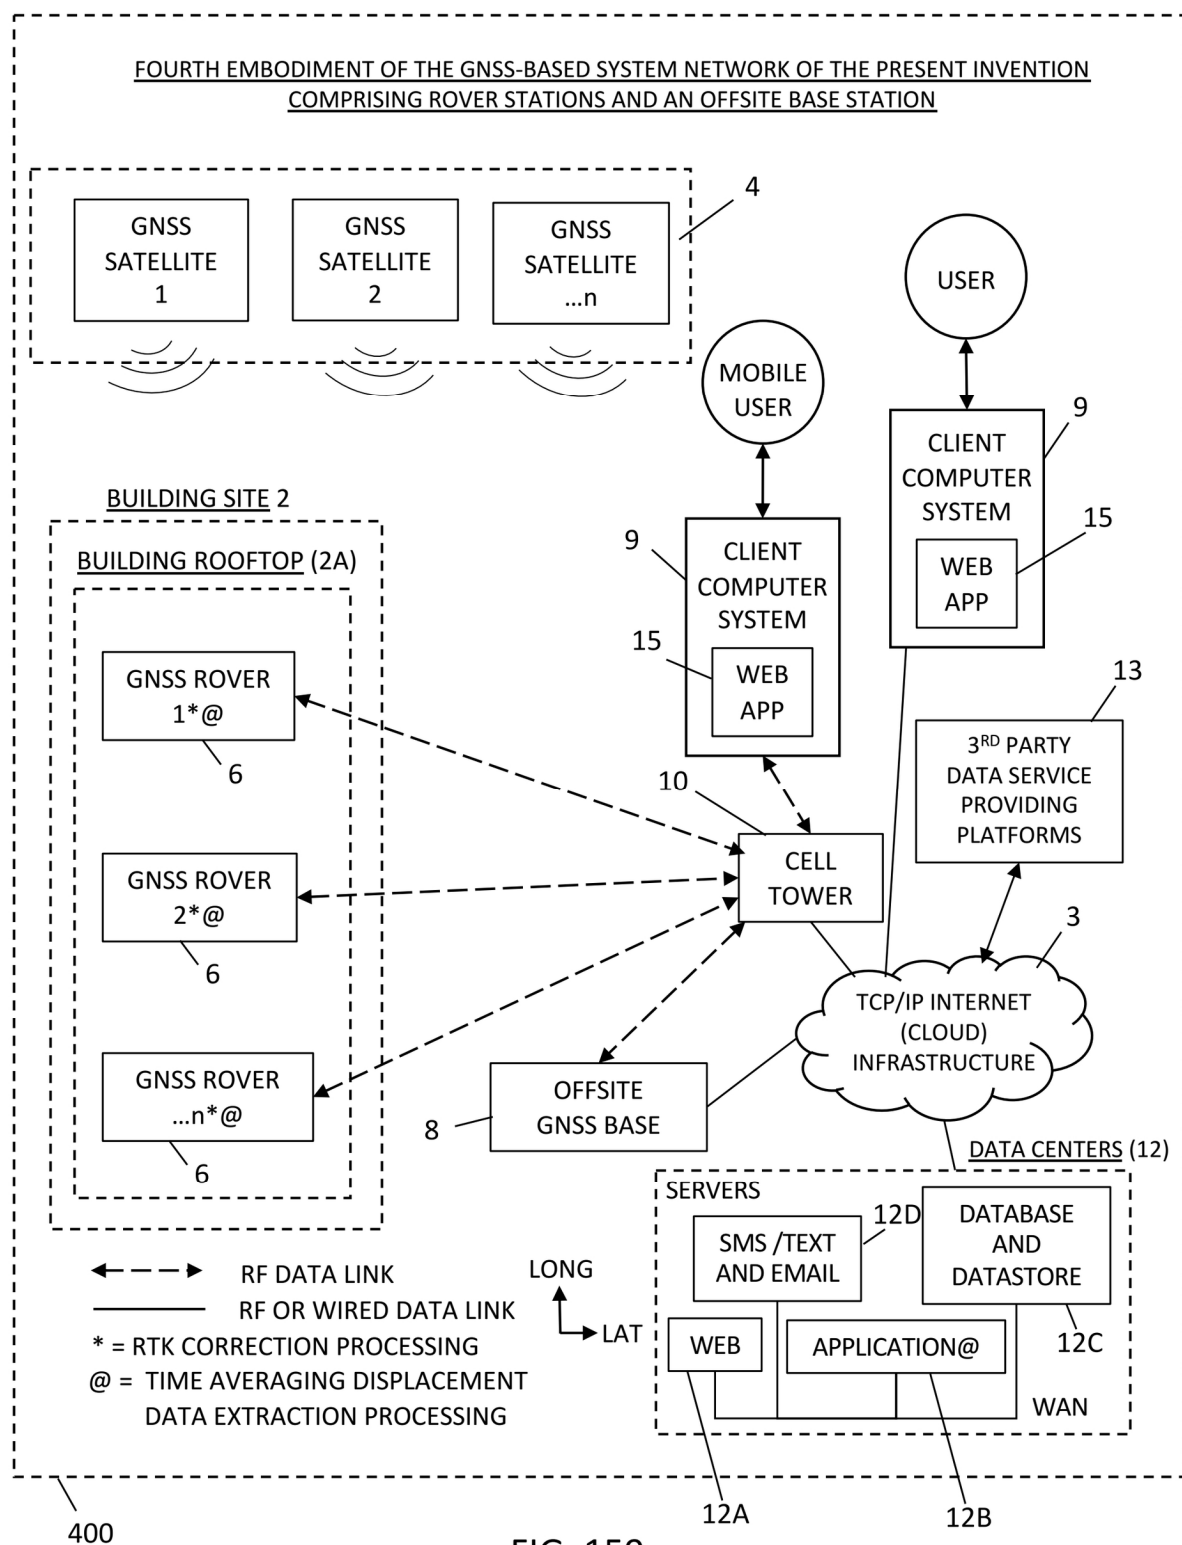 FOURTH EMBODIMENT OF THE GNSS-BASED SYSTEM NETWORK OF THE PRESENT INVENTION
COMPRISING ROVER STATIONS AND AN OFFSITE BASE STATION
4
GNSS
SATELLITE
1
GNSS
SATELLITE
2
GNSS
SATELLITE
...n
USER
MOBILE
USER
9
CLIENT
COMPUTER
SYSTEM
15
WEB
APP
9
CLIENT
COMPUTER
SYSTEM
15
WEB
APP
BUILDING SITE 2
BUILDING ROOFTOP (2A)
GNSS ROVER
1*@
6
GNSS ROVER
2*@
6
GNSS ROVER
...n*@
6
13
3RD PARTY
DATA SERVICE
PROVIDING
PLATFORMS
10
CELL
TOWER
3
TCP/IP INTERNET
(CLOUD)
INFRASTRUCTURE
OFFSITE
GNSS BASE
8
DATA CENTERS (12)
SERVERS
SMS /TEXT
AND EMAIL
12D
DATABASE
AND
DATASTORE
12C
WEB
APPLICATION@
WAN
12A
12B
RF DATA LINK
RF OR WIRED DATA LINK
* = RTK CORRECTION PROCESSING
@ = TIME AVERAGING DISPLACEMENT
DATA EXTRACTION PROCESSING
LONG
LAT
400